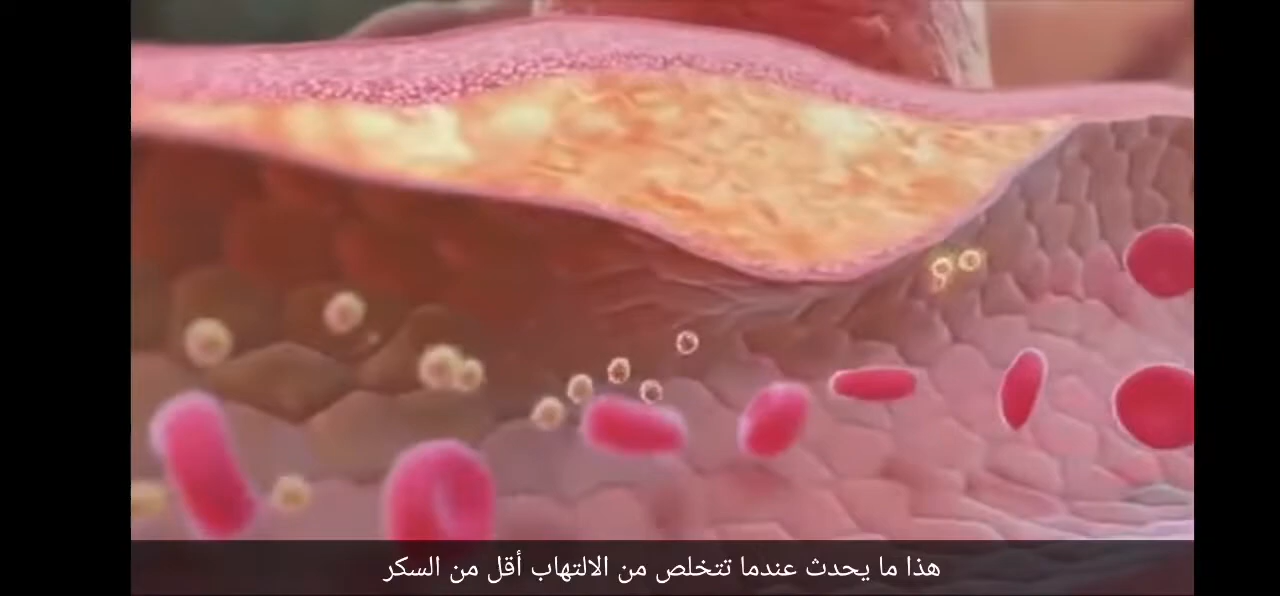 هذا ما يحدث عندما تتخلص من الالتهاب أقل من السكر